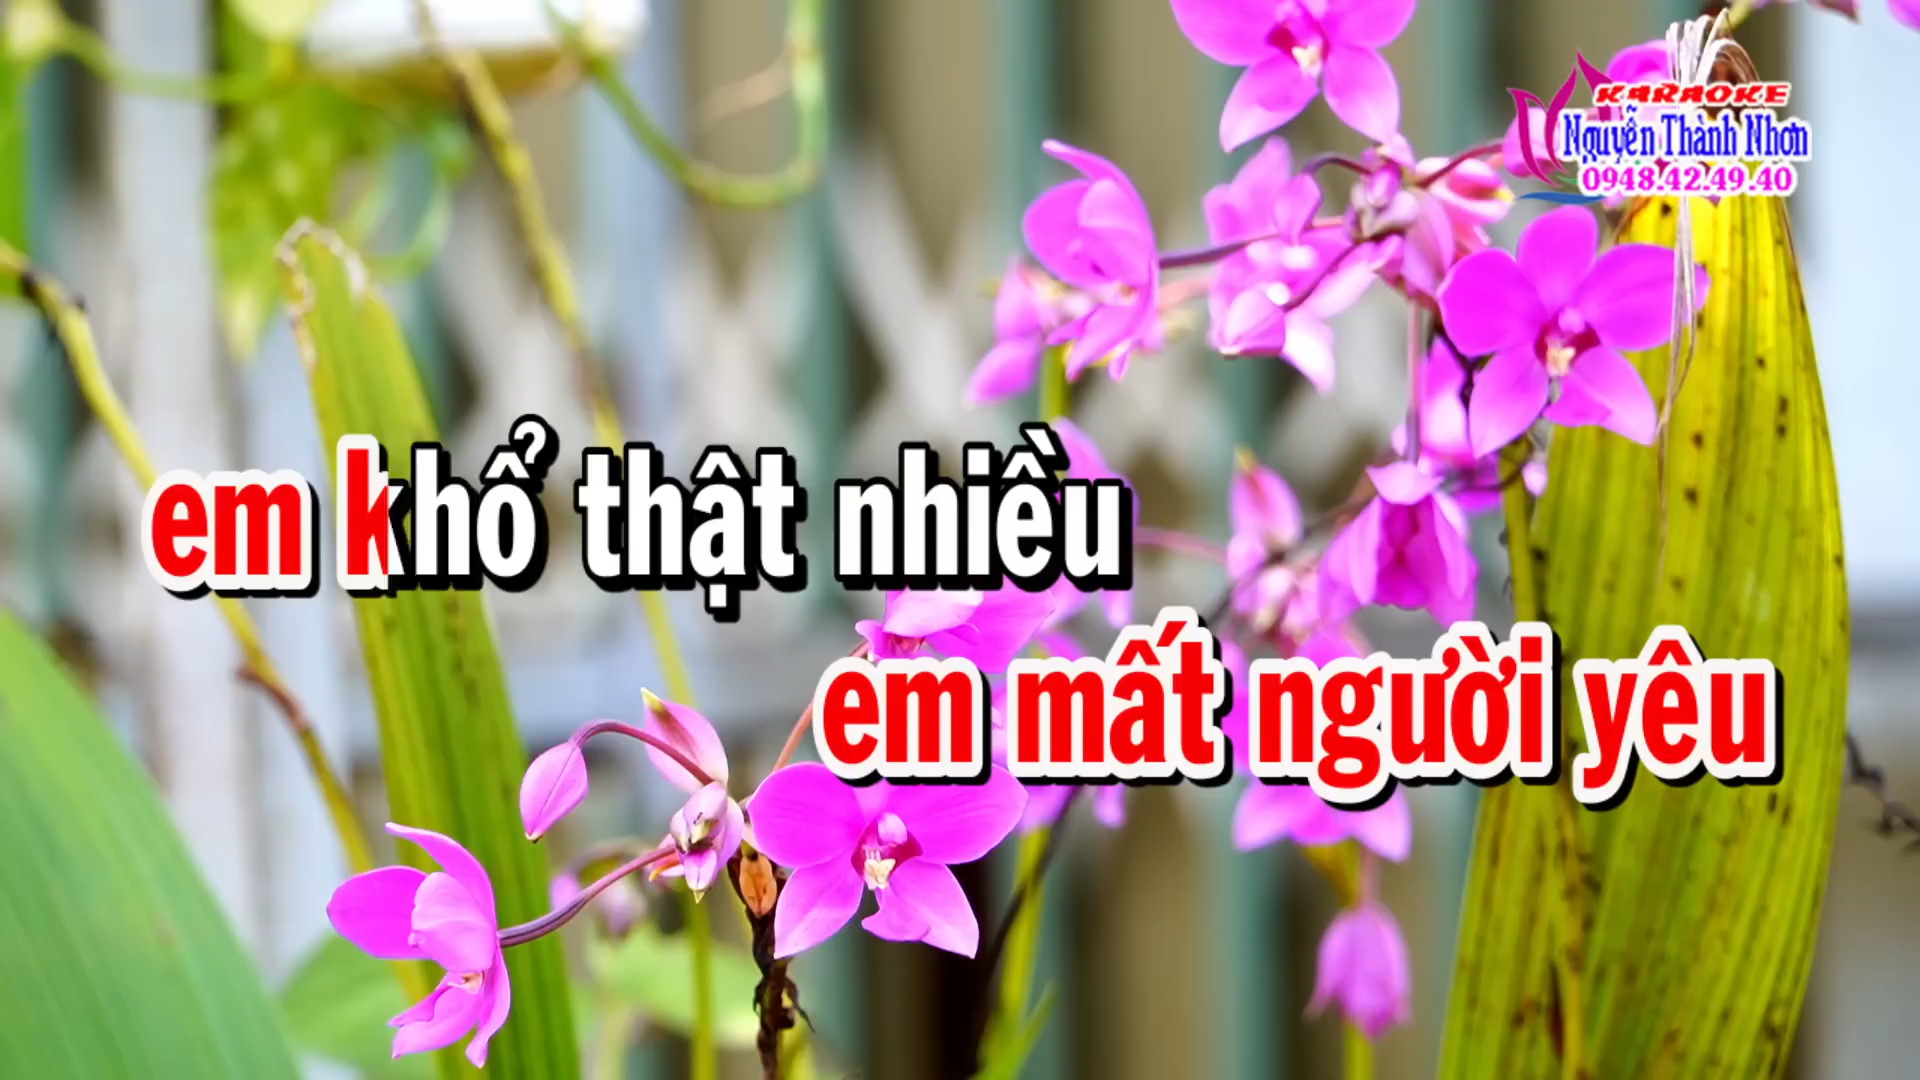 KARAOKE
Nguyễn Thành Nhơn
0948.42.49.40
em khổ thật nhiều
em mất người yêu